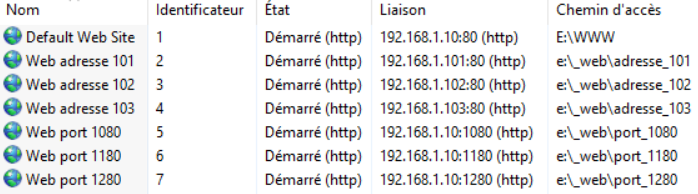 Nom Identificateur État Liaison Chemin d'accès
Default Web Site 1 Démarré (http) 192.168.1.10:80 (http) E:\WWW
Web adresse 101 2 Démarré (http) 192.168.1.101:80 (http) e:\_web\adresse_101
Web adresse 102 3 Démarré (http) 192.168.1.102:80 (http) e:\_web\adresse_102
Web adresse 103 4 Démarré (http) 192.168.1.103:80 (http) e:\_web\adresse_103
Web port 1080 5 Démarré (http) 192.168.1.10:1080 (http) e:\_web\port_1080
Web port 1180 6 Démarré (http) 192.168.1.10:1180 (http) e:\_web\port_1180
Web port 1280 7 Démarré (http) 192.168.1.10:1280 (http) e:\_web\port_1280